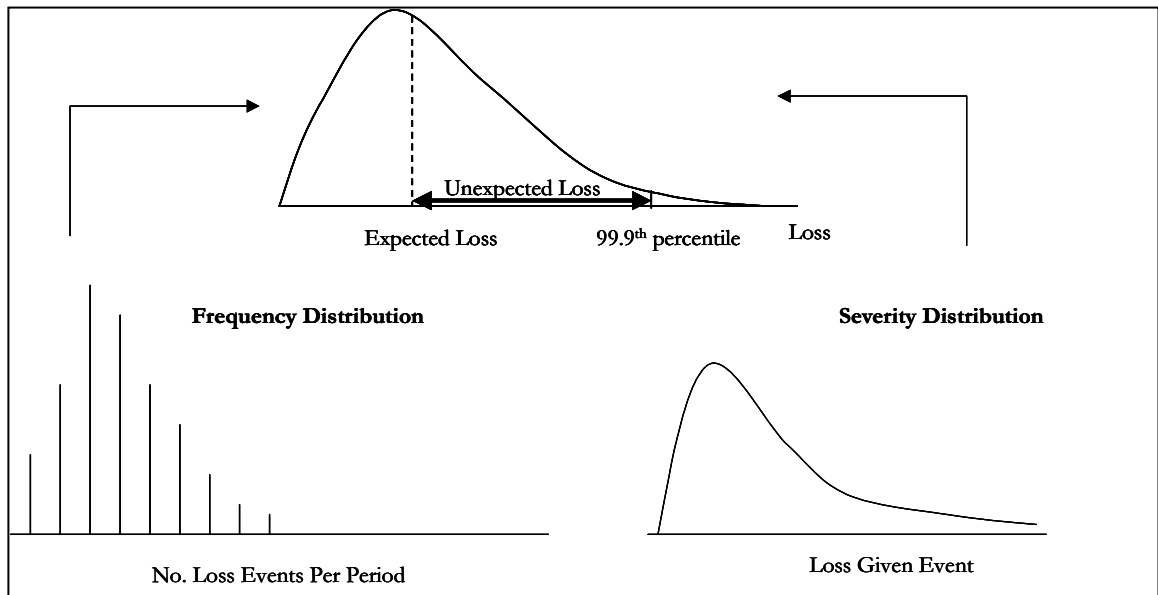 Unexpected Loss
Expected Loss
99.9th percentile
Loss
Frequency Distribution
Severity Distribution
No. Loss Events Per Period
Loss Given Event